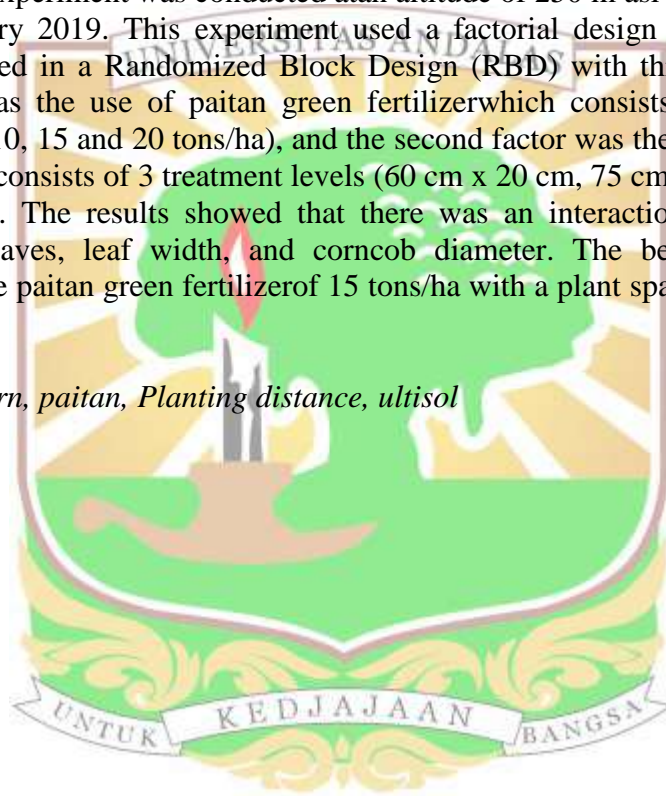 experiment was conducted atan altitude of 250 m asl
ry 2019. This experiment used a factorial design
UNIVERSITAS ANDALAS
ed in a Randomized Block Design (RBD) with th
as the use of paitan green fertilizerwhich consists
10, 15 and 20 tons/ha), and the second factor was the
consists of 3 treatment levels (60 cm x 20 cm, 75 cm
. The results showed that there was an interactio
aves, leaf width, and corncob diameter. The be
e paitan green fertilizerof 15 tons/ha with a plant spa
rn, paitan, Planting distance, ultisol
UNTUK KEDJAJAAN BANGSA